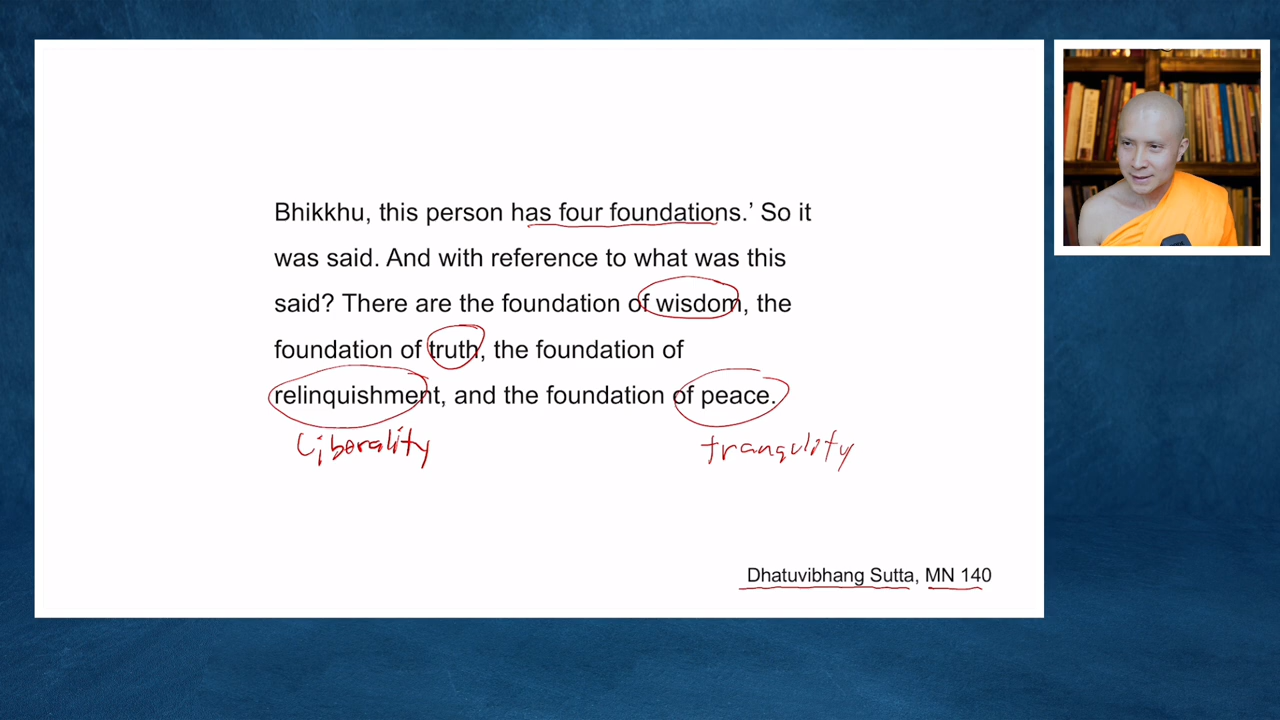 Bhikkhu, this person has four foundations.’ So it
was said. And with reference to what was this
said? There are the foundation of wisdom, the
foundation of truth, the foundation of
relinquishment, and the foundation of peace.
Liberality
tranqulity
Dhatuvibhang Sutta, MN 140